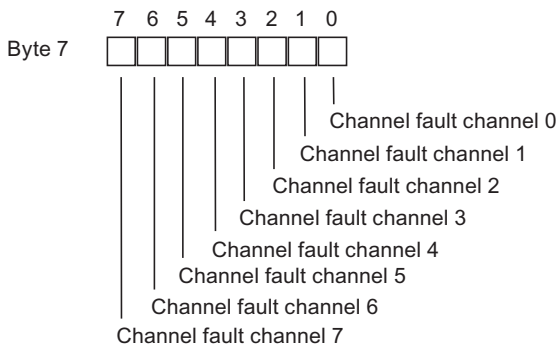 7 6 5 4 3 2 1 0
Byte 7
Channel fault channel 0
Channel fault channel 1
Channel fault channel 2
Channel fault channel 3
Channel fault channel 4
Channel fault channel 5
Channel fault channel 6
Channel fault channel 7